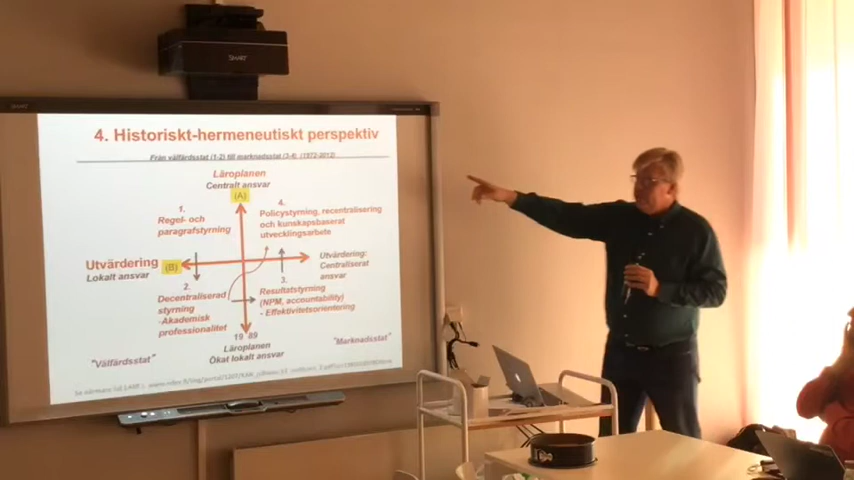 SMART
4. Historiskt-hermeneutiskt perspektiv
Från välfärdsstat (1-2) till marknadsstat (3-4) (1972-2012)
Läroplanen
Centralt ansvar
(A)
1.
Regel- och
paragrafstyrning
4.
Policystyrning, recentralisering
och kunskapsbaserat
utvecklingsarbete
Utvärdering
Lokalt ansvar
(B)
Utvärdering:
Centraliserat
ansvar
2.
Decentraliserad
styrning
-Akademisk
professionalitet
3.
Resultatstyrning
(NPM, accountability)
- Effektivitetsorientering
19 89
Läroplanen
Ökat lokalt ansvar
"Välfärdsstat"
"Marknadsstat"